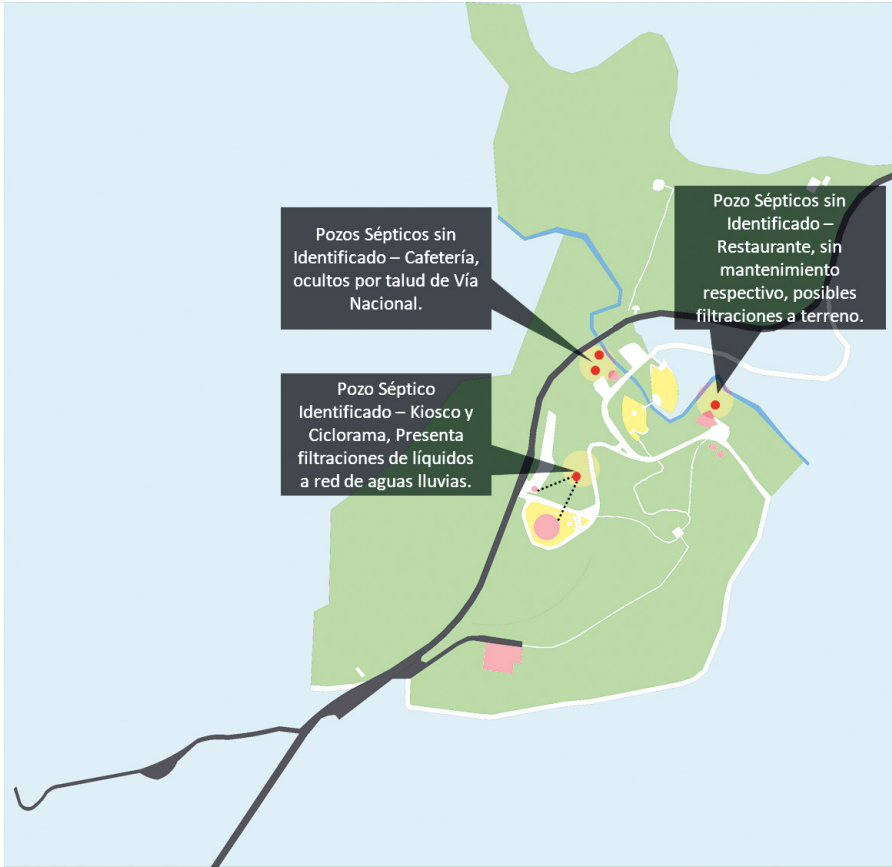 Pozos Sépticos sin
Identificado – Cafetería,
ocultos por talud de Vía
Nacional.
Pozo Sépticos sin
Identificado –
Restaurante, sin
mantenimiento
respectivo, posibles
filtraciones a terreno.
Pozo Séptico
Identificado – Kiosco y
Ciclorama, Presenta
filtraciones de líquidos
a red de aguas lluvias.